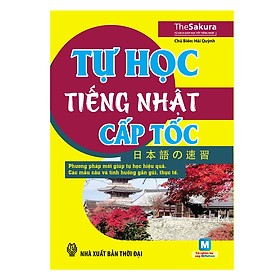 TheSakura
Chủ Biên: Hải Quỳnh
TỰ HỌC
TIẾNG NHẬT
CẤP TỐC
日本語の速習
Phương pháp mới giúp tự học hiệu quả.
Các mẫu câu và tình huống gần gũi, thực tế.
NHÀ XUẤT BẢN THỜI ĐẠI